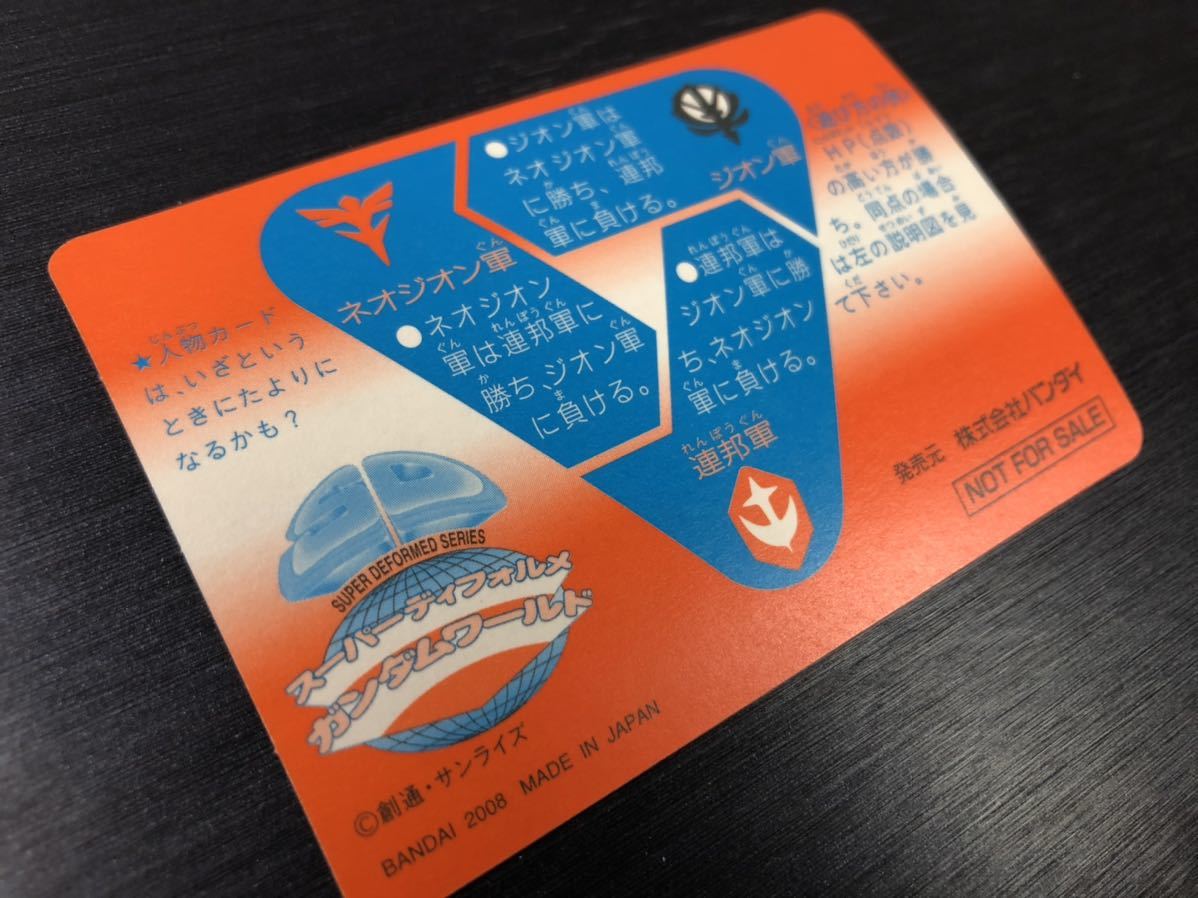 ジオン軍は
ネオジオン軍
に勝ち、連邦
軍に負ける。
ジオン軍
ネオジオン軍
ネオジオン
軍は連邦軍に
勝ち、ジオン軍
に負ける。
連邦軍は
ジオン軍に勝
ち、ネオジオン
軍に負ける。
連邦軍
HP(点数)
の高い方が勝
ち。同点の場合
は左の説明図を見
て下さい。
★人物カード
は、いざという
ときにたよりに
なるかも?
SUPER DEFORMED SERIES
スーパーディフォルメ
ガンダムワールド
発売元 株式会社バンダイ
NOT FOR SALE
©創通・サンライズ
BANDAI 2008 MADE IN JAPAN